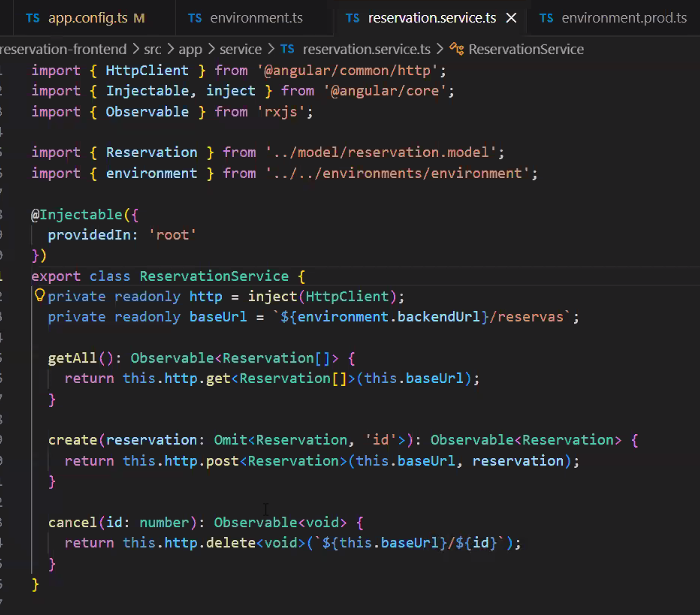 TS app.config.ts M TS environment.ts TS reservation.service.ts × TS environment.prod.ts
reservation-frontend > src > app > service > TS reservation.service.ts > ReservationService
import { HttpClient } from '@angular/common/http';
import { Injectable, inject } from '@angular/core';
import { Observable } from 'rxjs';
import { Reservation } from '../model/reservation.model';
import { environment } from '../../environments/environment';
@Injectable({
  providedIn: 'root'
})
export class ReservationService {
  private readonly http = inject(HttpClient);
  private readonly baseUrl = `${environment.backendUrl}/reservas`;
  getAll(): Observable<Reservation[]> {
    return this.http.get<Reservation[]>(this.baseUrl);
  }
  create(reservation: Omit<Reservation, 'id'>): Observable<Reservation> {
    return this.http.post<Reservation>(this.baseUrl, reservation);
  }
  cancel(id: number): Observable<void> {
    return this.http.delete<void>(`${this.baseUrl}/${id}`);
  }
}